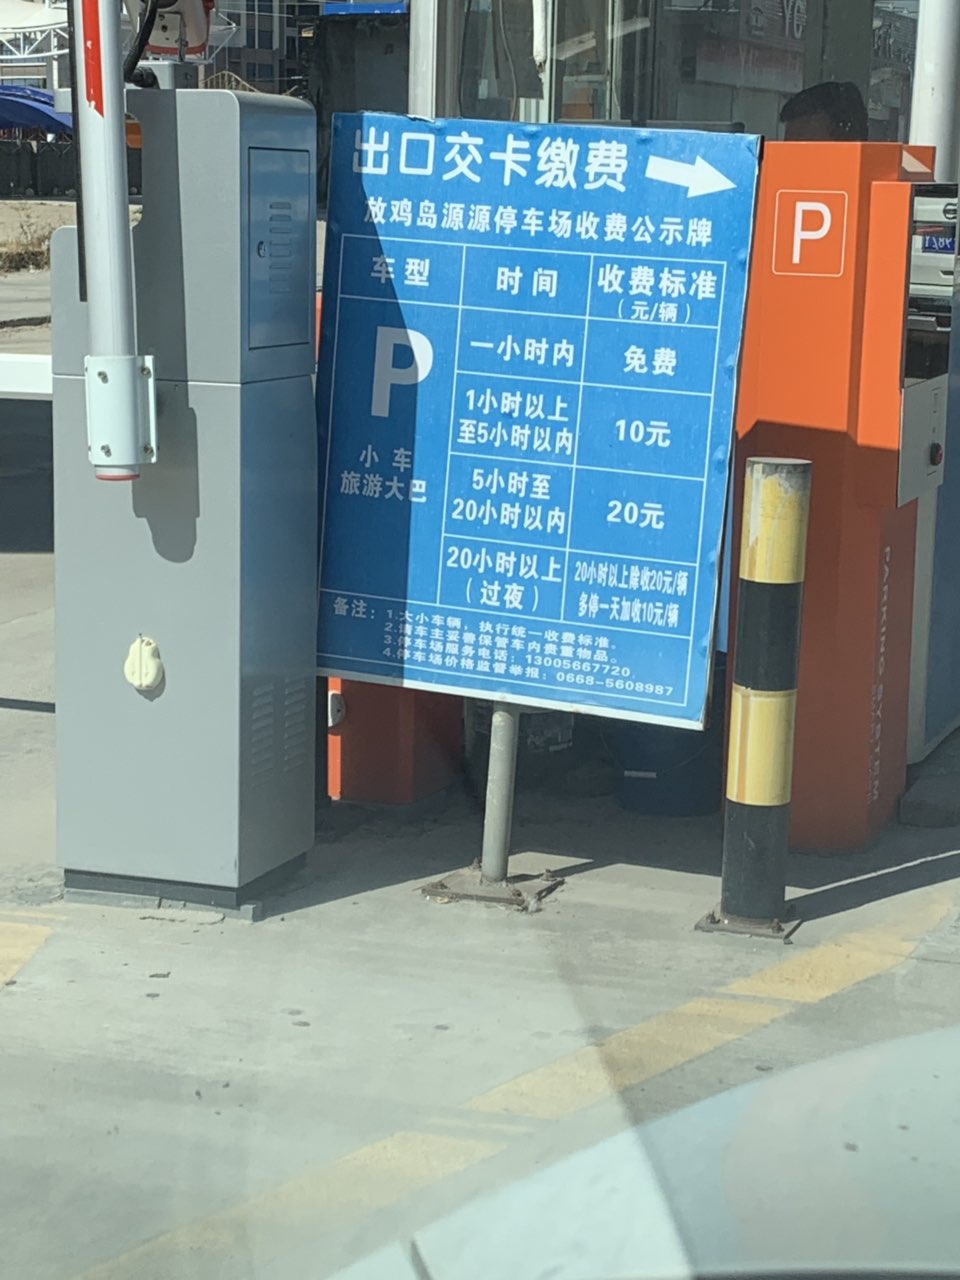 出口交卡缴费
放鸡岛源源停车场收费公示牌
车型
时间
收费标准
（元/辆）
P
小车
旅游大巴
一小时内
免费
1小时以上
至5小时以内
10元
5小时至
20小时以内
20元
20小时以上
（过夜）
20小时以上除收20元/辆
多停一天加收10元/辆
备注：1.大小车辆，执行统一收费标准。
2.请车主妥善保管车内贵重物品。
3.停车场服务电话：13005667720
4.停车场价格监督举报：0668-5608987
P
PARKING SYSTEM